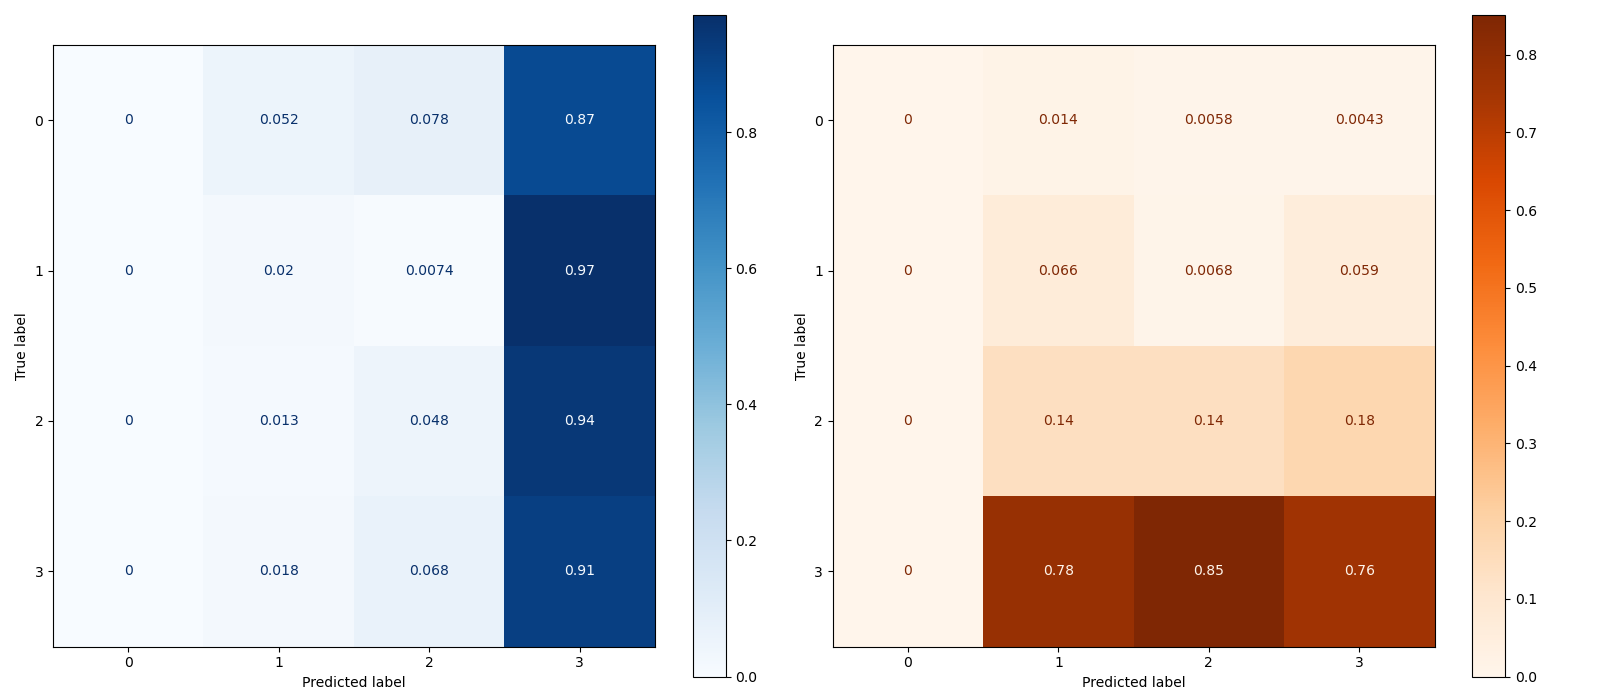 0 0.052 0.078 0.87
0 0.02 0.0074 0.97
0 0.013 0.048 0.94
0 0.018 0.068 0.91
0
1
2
3
True label
0 1 2 3
Predicted label
0.8
0.6
0.4
0.2
0.0
0 0.014 0.0058 0.0043
0 0.066 0.0068 0.059
0 0.14 0.14 0.18
0 0.78 0.85 0.76
0
1
2
3
True label
0 1 2 3
Predicted label
0.8
0.7
0.6
0.5
0.4
0.3
0.2
0.1
0.0